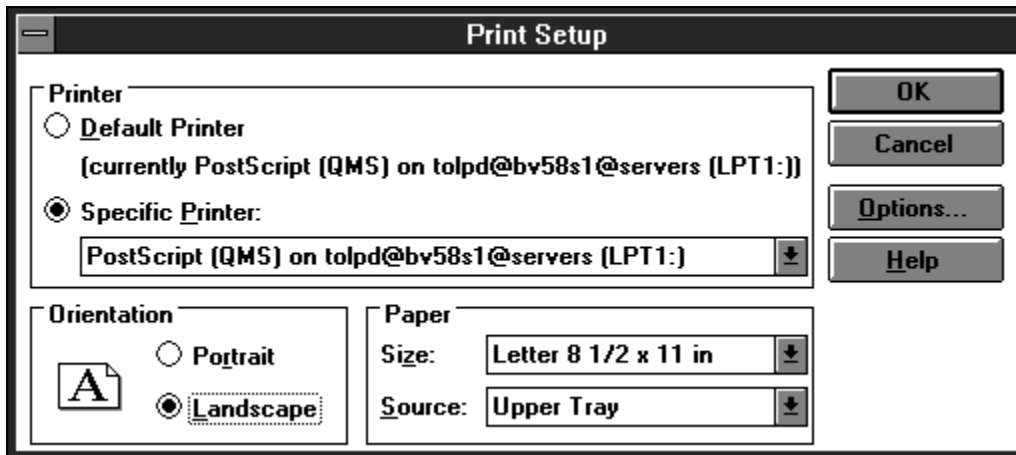 Print Setup
Printer
Default Printer
(currently PostScript (QMS) on tolpd@bv58s1@servers (LPT1:))
Specific Printer:
PostScript (QMS) on tolpd@bv58s1@servers (LPT1:)
OK
Cancel
Options...
Help
Orientation
A
Portrait
Landscape
Paper
Size: Letter 8 1/2 x 11 in
Source: Upper Tray